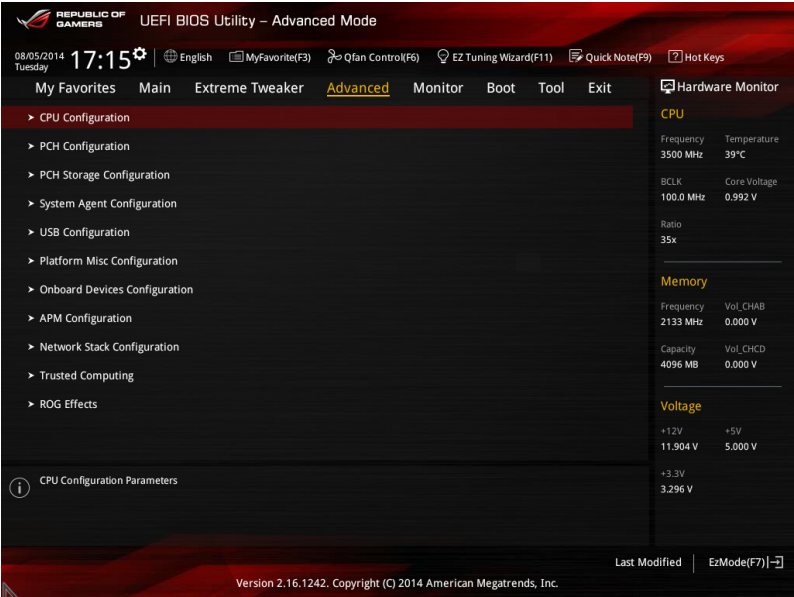 REPUBLIC OF
GAMERS
UEFI BIOS Utility – Advanced Mode
08/05/2014
Tuesday
17:15
English
MyFavorite(F3)
Qfan Control(F6)
EZ Tuning Wizard(F11)
Quick Note(F9)
? Hot Keys
My Favorites Main Extreme Tweaker Advanced Monitor Boot Tool Exit
> CPU Configuration
> PCH Configuration
> PCH Storage Configuration
> System Agent Configuration
> USB Configuration
> Platform Misc Configuration
> Onboard Devices Configuration
> APM Configuration
> Network Stack Configuration
> Trusted Computing
> ROG Effects
i CPU Configuration Parameters
Hardware Monitor
CPU
Frequency Temperature
3500 MHz 39°C
BCLK Core Voltage
100.0 MHz 0.992 V
Ratio
35x
Memory
Frequency Vol_CHAB
2133 MHz 0.000 V
Capacity Vol_CHCD
4096 MB 0.000 V
Voltage
+12V +5V
11.904 V 5.000 V
+3.3V
3.296 V
Last Modified
EzMode(F7)
Version 2.16.1242. Copyright (C) 2014 American Megatrends, Inc.